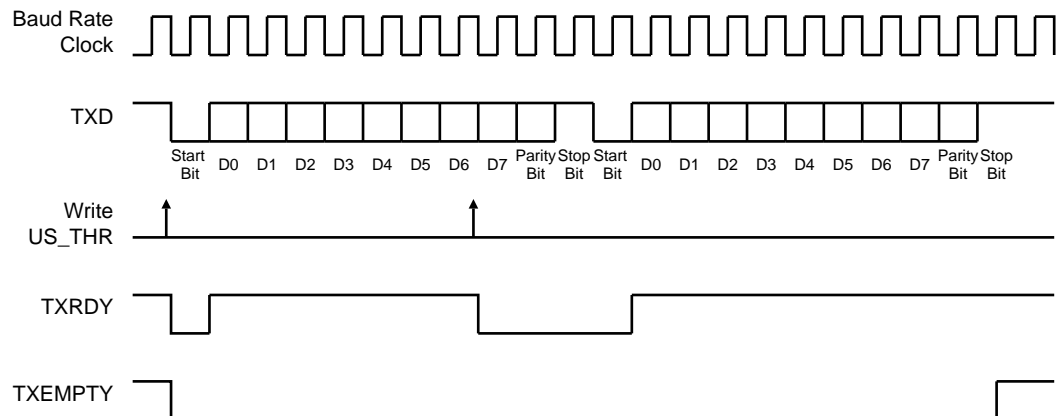 Baud Rate
Clock
TXD
Start
Bit
D0 D1 D2 D3 D4 D5 D6 D7
Parity
Bit
Stop
Bit
Start
Bit
D0 D1 D2 D3 D4 D5 D6 D7
Parity
Bit
Stop
Bit
Write
US_THR
TXRDY
TXEMPTY